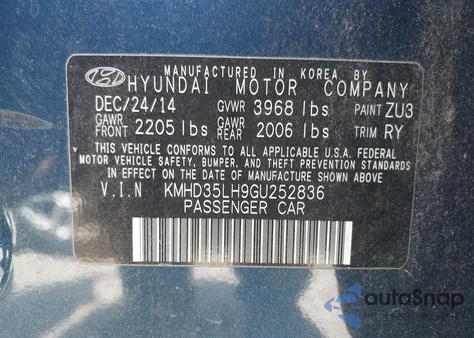 MANUFACTURED IN KOREA BY
HYUNDAI MOTOR COMPANY
DEC/24/14 GVWR 3968 lbs PAINT ZU3
GAWR FRONT 2205 lbs GAWR REAR 2006 lbs TRIM RY
THIS VEHICLE CONFORMS TO ALL APPLICABLE U.S.A. FEDERAL
MOTOR VEHICLE SAFETY, BUMPER, AND THEFT PREVENTION STANDARDS
IN EFFECT ON THE DATE OF MANUFACTURE SHOWN ABOVE.
V.I.N KMHD35LH9GU252836
PASSENGER CAR
autaSnap